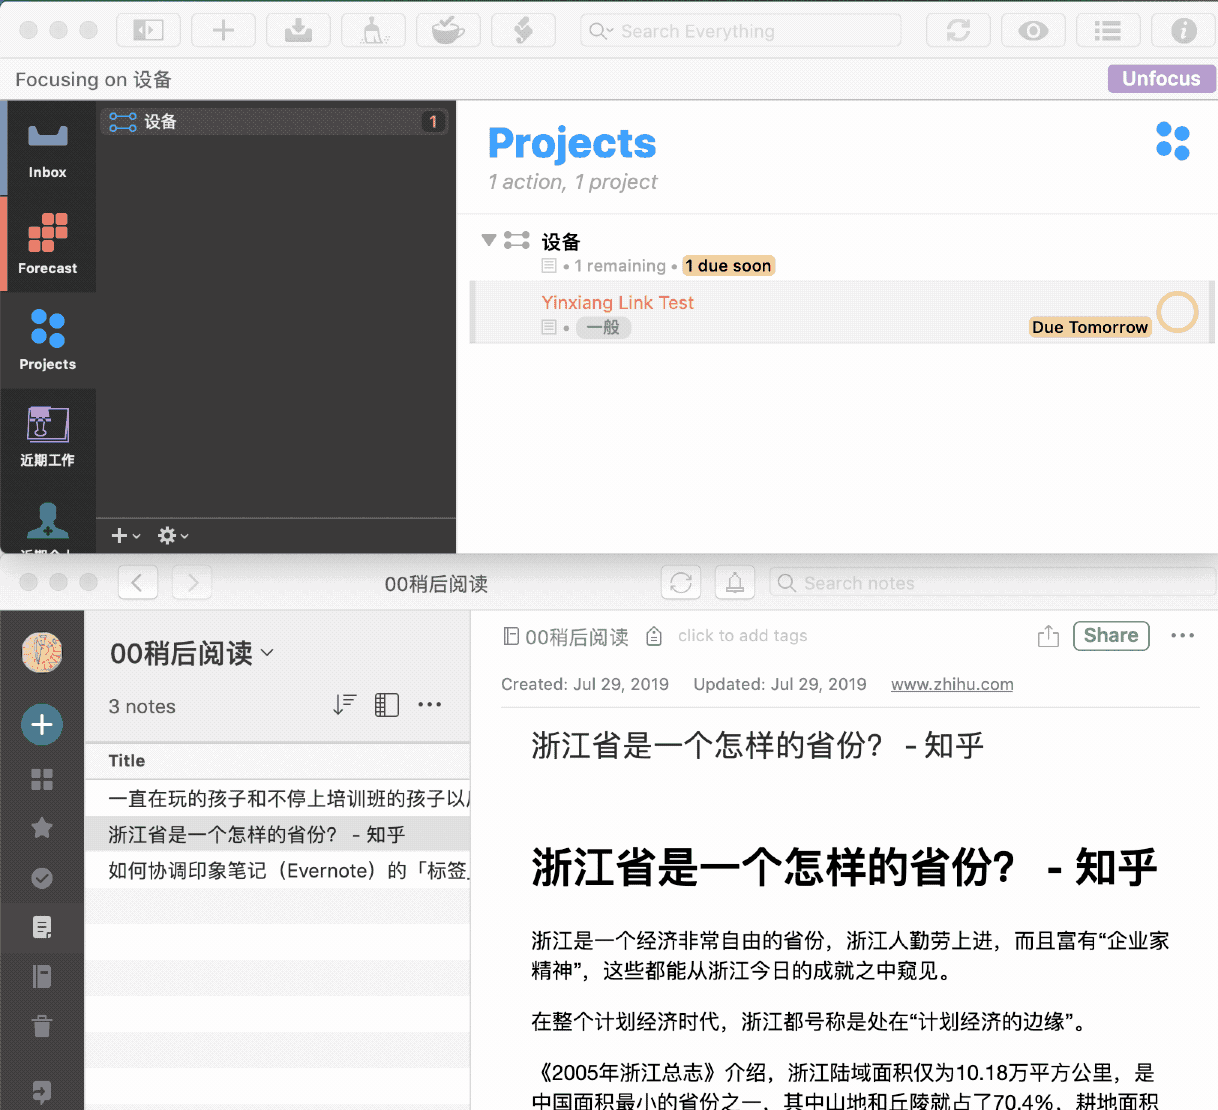 Search Everything
Focusing on 设备
Unfocus
Inbox
Forecast
Projects
近期工作
设备
1
Projects
1 action, 1 project
设备
• 1 remaining • 1 due soon
Yinxiang Link Test
• 一般
Due Tomorrow
00稍后阅读
Search notes
00稍后阅读
3 notes
Title
一直在玩的孩子和不停上培训班的孩子以
浙江省是一个怎样的省份? - 知乎
如何协调印象笔记（Evernote）的「标签
00稍后阅读
click to add tags
Share
Created: Jul 29, 2019
Updated: Jul 29, 2019
www.zhihu.com
浙江省是一个怎样的省份? - 知乎
浙江省是一个怎样的省份? - 知乎
浙江是一个经济非常自由的省份，浙江人勤劳上进，而且富有“企业家
精神”，这些都能从浙江今日的成就之中窥见。
在整个计划经济时代，浙江都号称是处在“计划经济的边缘”。
《2005年浙江总志》介绍，浙江陆域面积仅为10.18万平方公里，是
中国面积最小的省份之一，其中山地和丘陵就占了70.4%，耕地面积